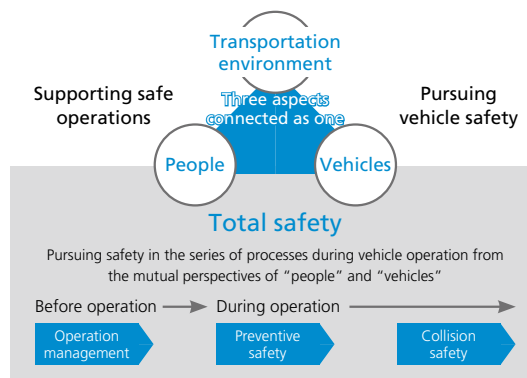 Transportation
environment
Supporting safe
operations
Three aspects
connected as one
Pursuing
vehicle safety
People
Vehicles
Total safety
Pursuing safety in the series of processes during vehicle operation from
the mutual perspectives of “people” and “vehicles”
Before operation
During operation
Operation
management
Preventive
safety
Collision
safety